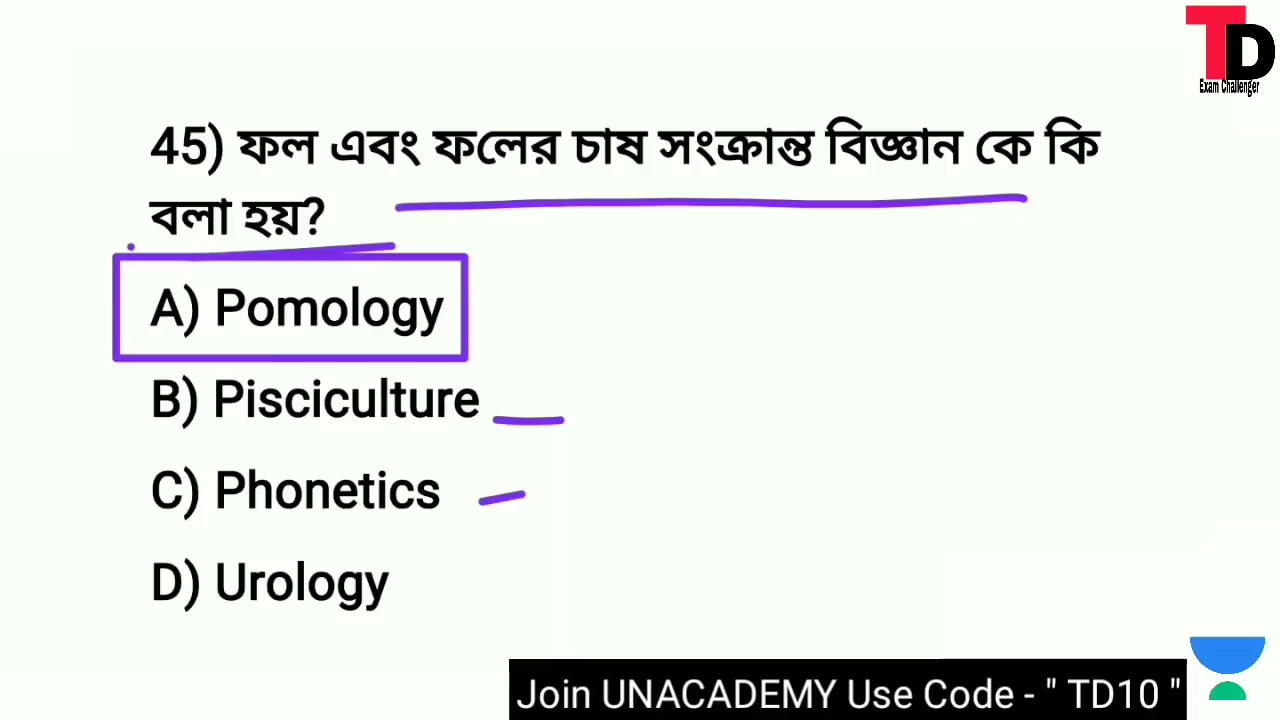 TD
Exam Challenger
45) ফল এবং ফলের চাষ সংক্রান্ত বিজ্ঞান কে কি
বলা হয়?
A) Pomology
B) Pisciculture
C) Phonetics
D) Urology
Join UNACADEMY Use Code - " TD10 "